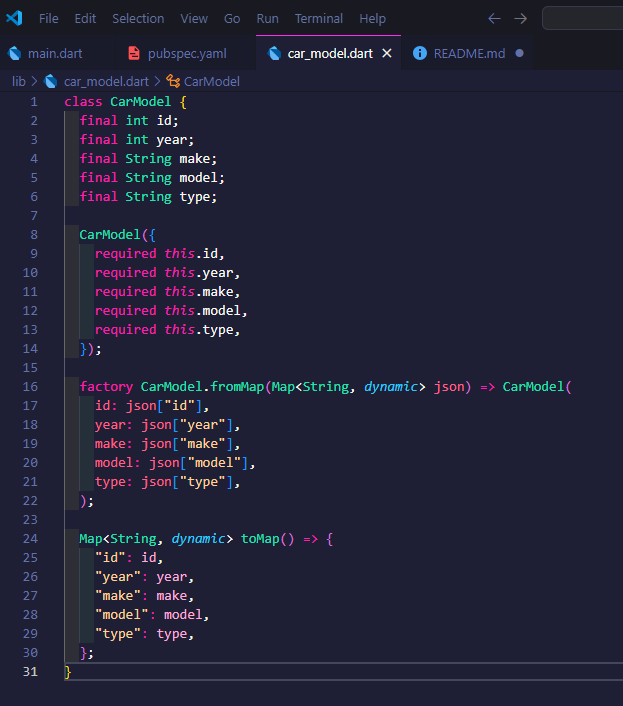 File Edit Selection View Go Run Terminal Help
main.dart pubspec.yaml car_model.dart README.md
lib > car_model.dart > CarModel
1 class CarModel {
2 final int id;
3 final int year;
4 final String make;
5 final String model;
6 final String type;
7
8 CarModel({
9 required this.id,
10 required this.year,
11 required this.make,
12 required this.model,
13 required this.type,
14 });
15
16 factory CarModel.fromMap(Map<String, dynamic> json) => CarModel(
17 id: json["id"],
18 year: json["year"],
19 make: json["make"],
20 model: json["model"],
21 type: json["type"],
22 );
23
24 Map<String, dynamic> toMap() => {
25 "id": id,
26 "year": year,
27 "make": make,
28 "model": model,
29 "type": type,
30 };
31 }